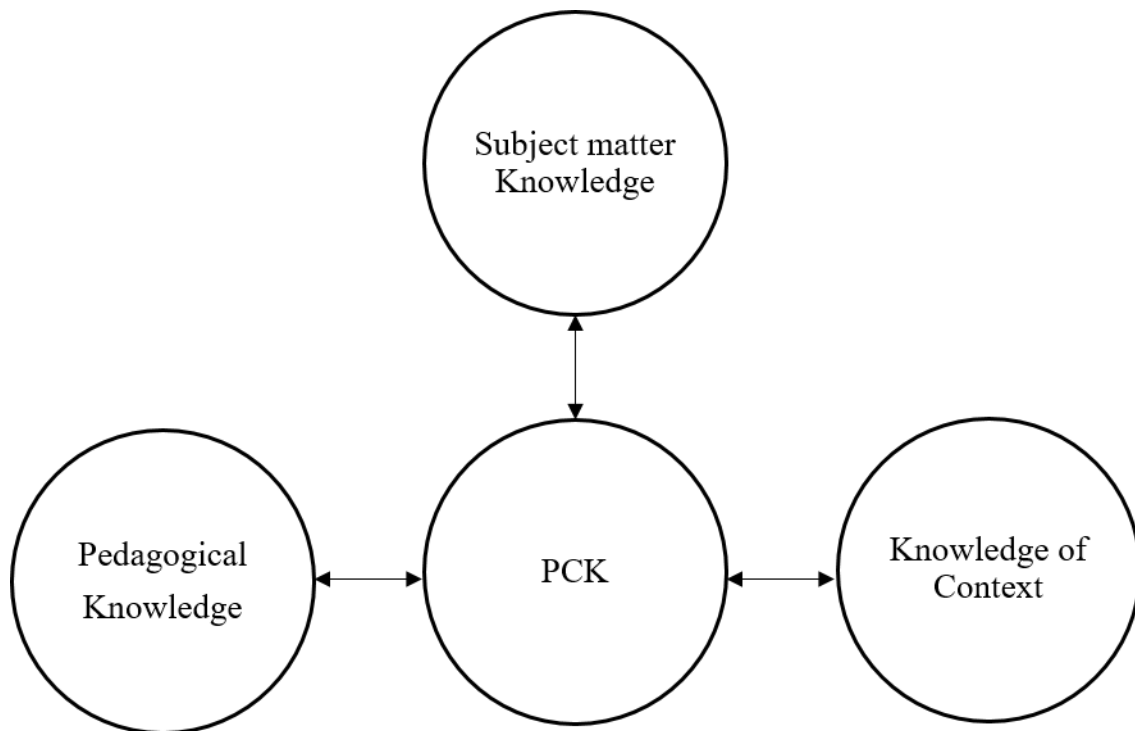 Subject matter
Knowledge
Pedagogical
Knowledge
PCK
Knowledge of
Context